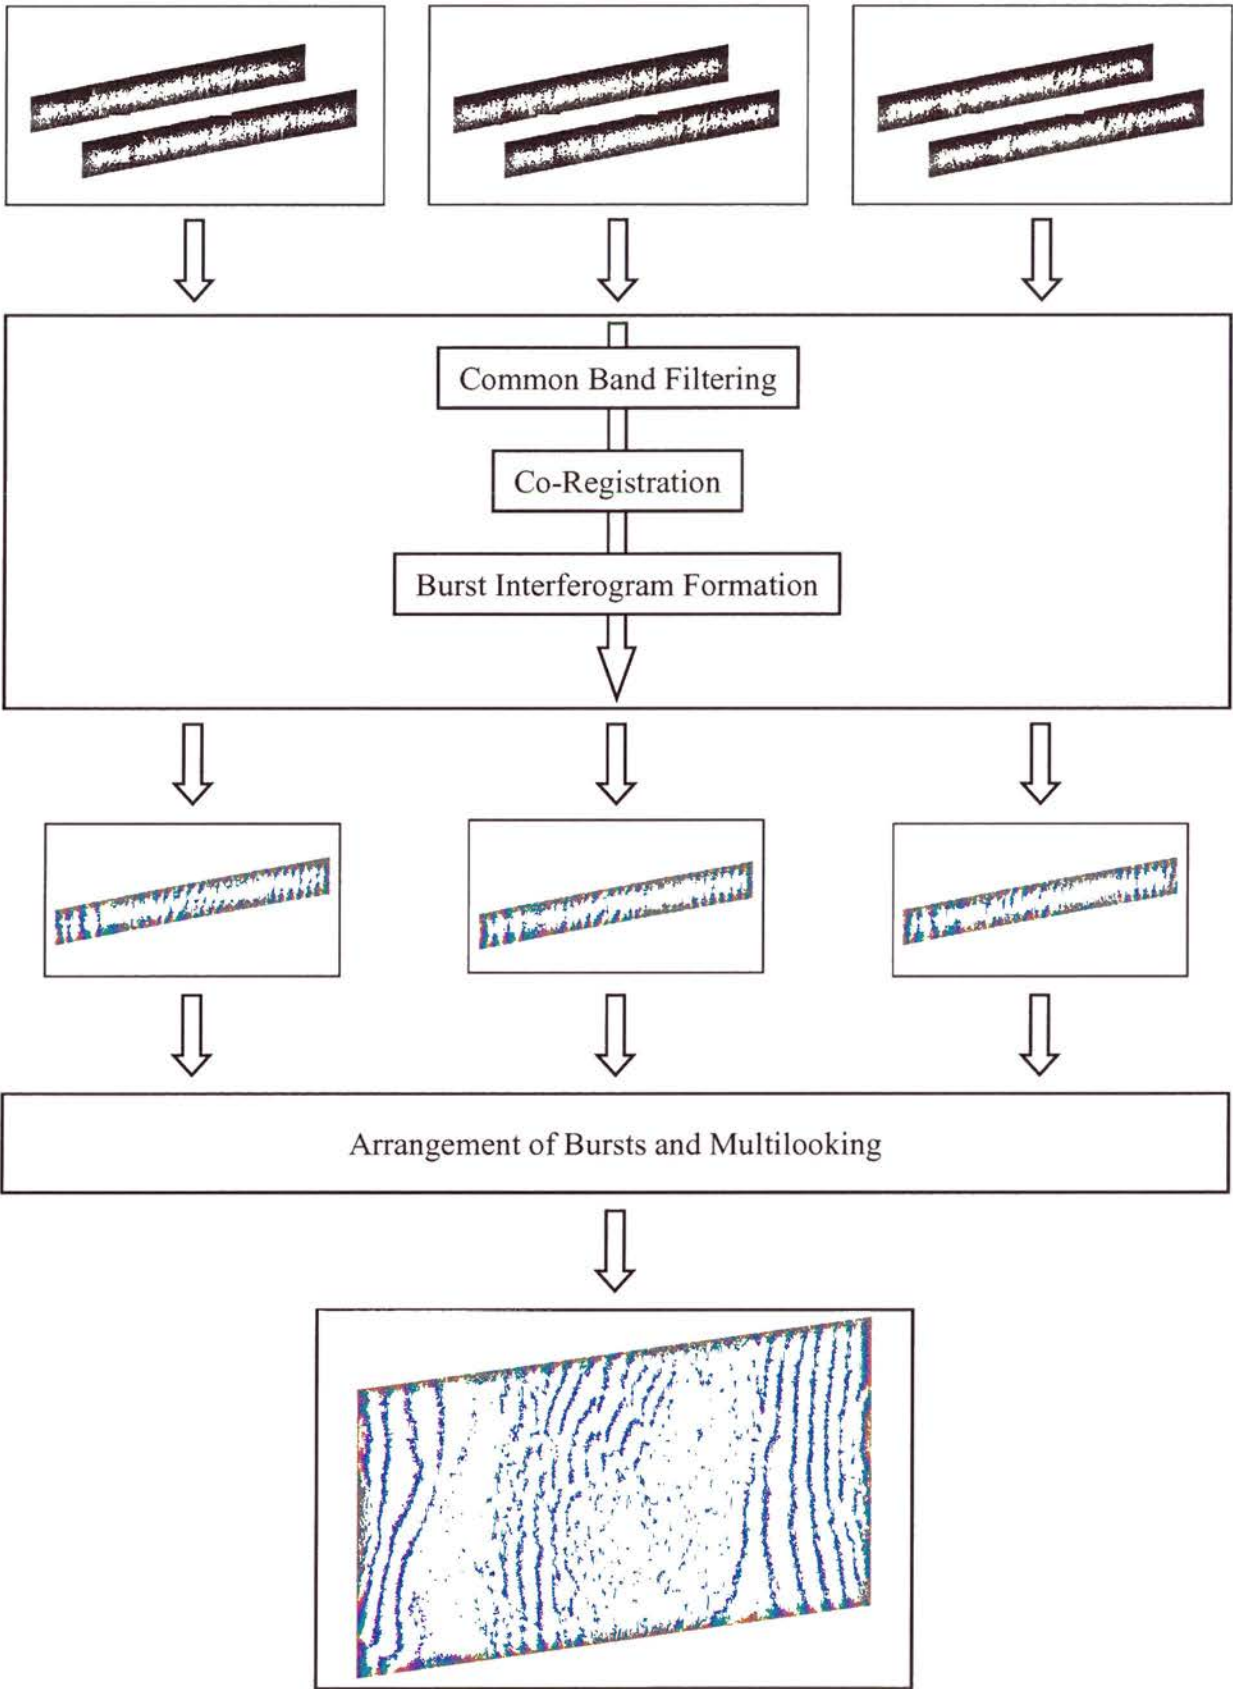 Common Band Filtering
Co-Registration
Burst Interferogram Formation
Arrangement of Bursts and Multilooking